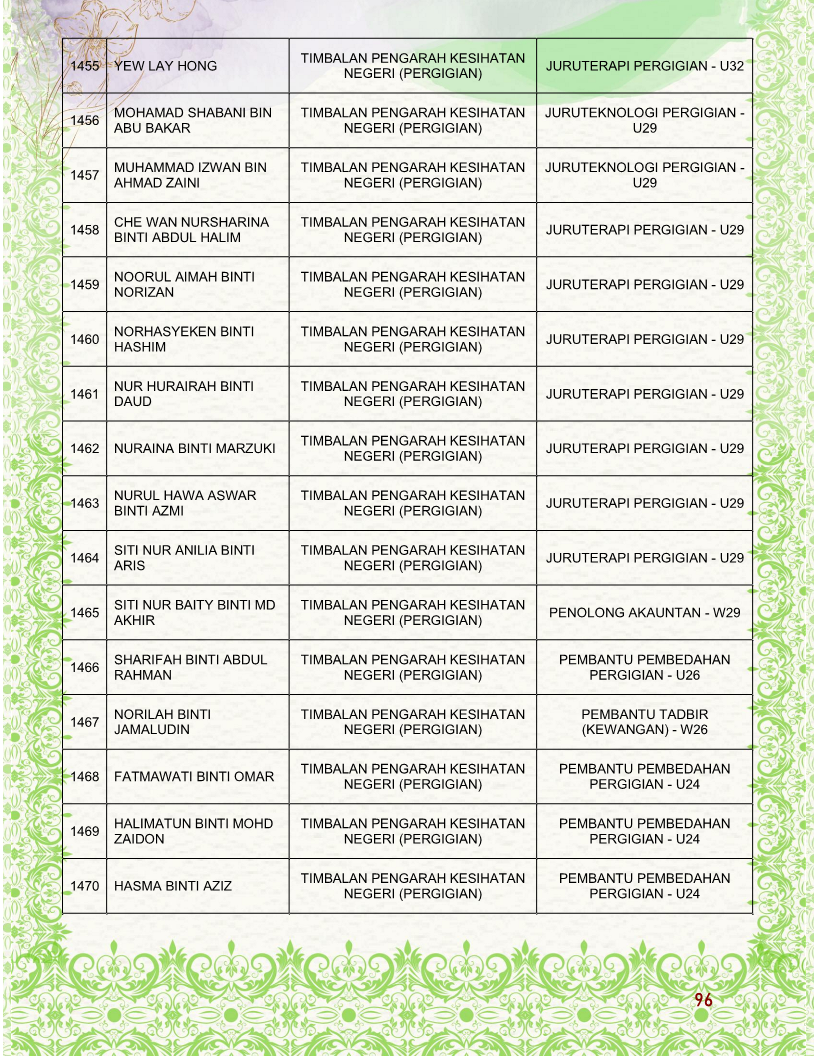 1455 YEW LAY HONG TIMBALAN PENGARAH KESIHATAN NEGERI (PERGIGIAN) JURUTERAPI PERGIGIAN - U32
1456 MOHAMAD SHABANI BIN ABU BAKAR TIMBALAN PENGARAH KESIHATAN NEGERI (PERGIGIAN) JURUTEKNOLOGI PERGIGIAN - U29
1457 MUHAMMAD IZWAN BIN AHMAD ZAINI TIMBALAN PENGARAH KESIHATAN NEGERI (PERGIGIAN) JURUTEKNOLOGI PERGIGIAN - U29
1458 CHE WAN NURSHARINA BINTI ABDUL HALIM TIMBALAN PENGARAH KESIHATAN NEGERI (PERGIGIAN) JURUTERAPI PERGIGIAN - U29
1459 NOORUL AIMAH BINTI NORIZAN TIMBALAN PENGARAH KESIHATAN NEGERI (PERGIGIAN) JURUTERAPI PERGIGIAN - U29
1460 NORHASYEKEN BINTI HASHIM TIMBALAN PENGARAH KESIHATAN NEGERI (PERGIGIAN) JURUTERAPI PERGIGIAN - U29
1461 NUR HURAIRAH BINTI DAUD TIMBALAN PENGARAH KESIHATAN NEGERI (PERGIGIAN) JURUTERAPI PERGIGIAN - U29
1462 NURAINA BINTI MARZUKI TIMBALAN PENGARAH KESIHATAN NEGERI (PERGIGIAN) JURUTERAPI PERGIGIAN - U29
1463 NURUL HAWA ASWAR BINTI AZMI TIMBALAN PENGARAH KESIHATAN NEGERI (PERGIGIAN) JURUTERAPI PERGIGIAN - U29
1464 SITI NUR ANILIA BINTI ARIS TIMBALAN PENGARAH KESIHATAN NEGERI (PERGIGIAN) JURUTERAPI PERGIGIAN - U29
1465 SITI NUR BAITY BINTI MD AKHIR TIMBALAN PENGARAH KESIHATAN NEGERI (PERGIGIAN) PENOLONG AKAUNTAN - W29
1466 SHARIFAH BINTI ABDUL RAHMAN TIMBALAN PENGARAH KESIHATAN NEGERI (PERGIGIAN) PEMBANTU PEMBEDAHAN PERGIGIAN - U26
1467 NORILAH BINTI JAMALUDIN TIMBALAN PENGARAH KESIHATAN NEGERI (PERGIGIAN) PEMBANTU TADBIR (KEWANGAN) - W26
1468 FATMAWATI BINTI OMAR TIMBALAN PENGARAH KESIHATAN NEGERI (PERGIGIAN) PEMBANTU PEMBEDAHAN PERGIGIAN - U24
1469 HALIMATUN BINTI MOHD ZAIDON TIMBALAN PENGARAH KESIHATAN NEGERI (PERGIGIAN) PEMBANTU PEMBEDAHAN PERGIGIAN - U24
1470 HASMA BINTI AZIZ TIMBALAN PENGARAH KESIHATAN NEGERI (PERGIGIAN) PEMBANTU PEMBEDAHAN PERGIGIAN - U24
96